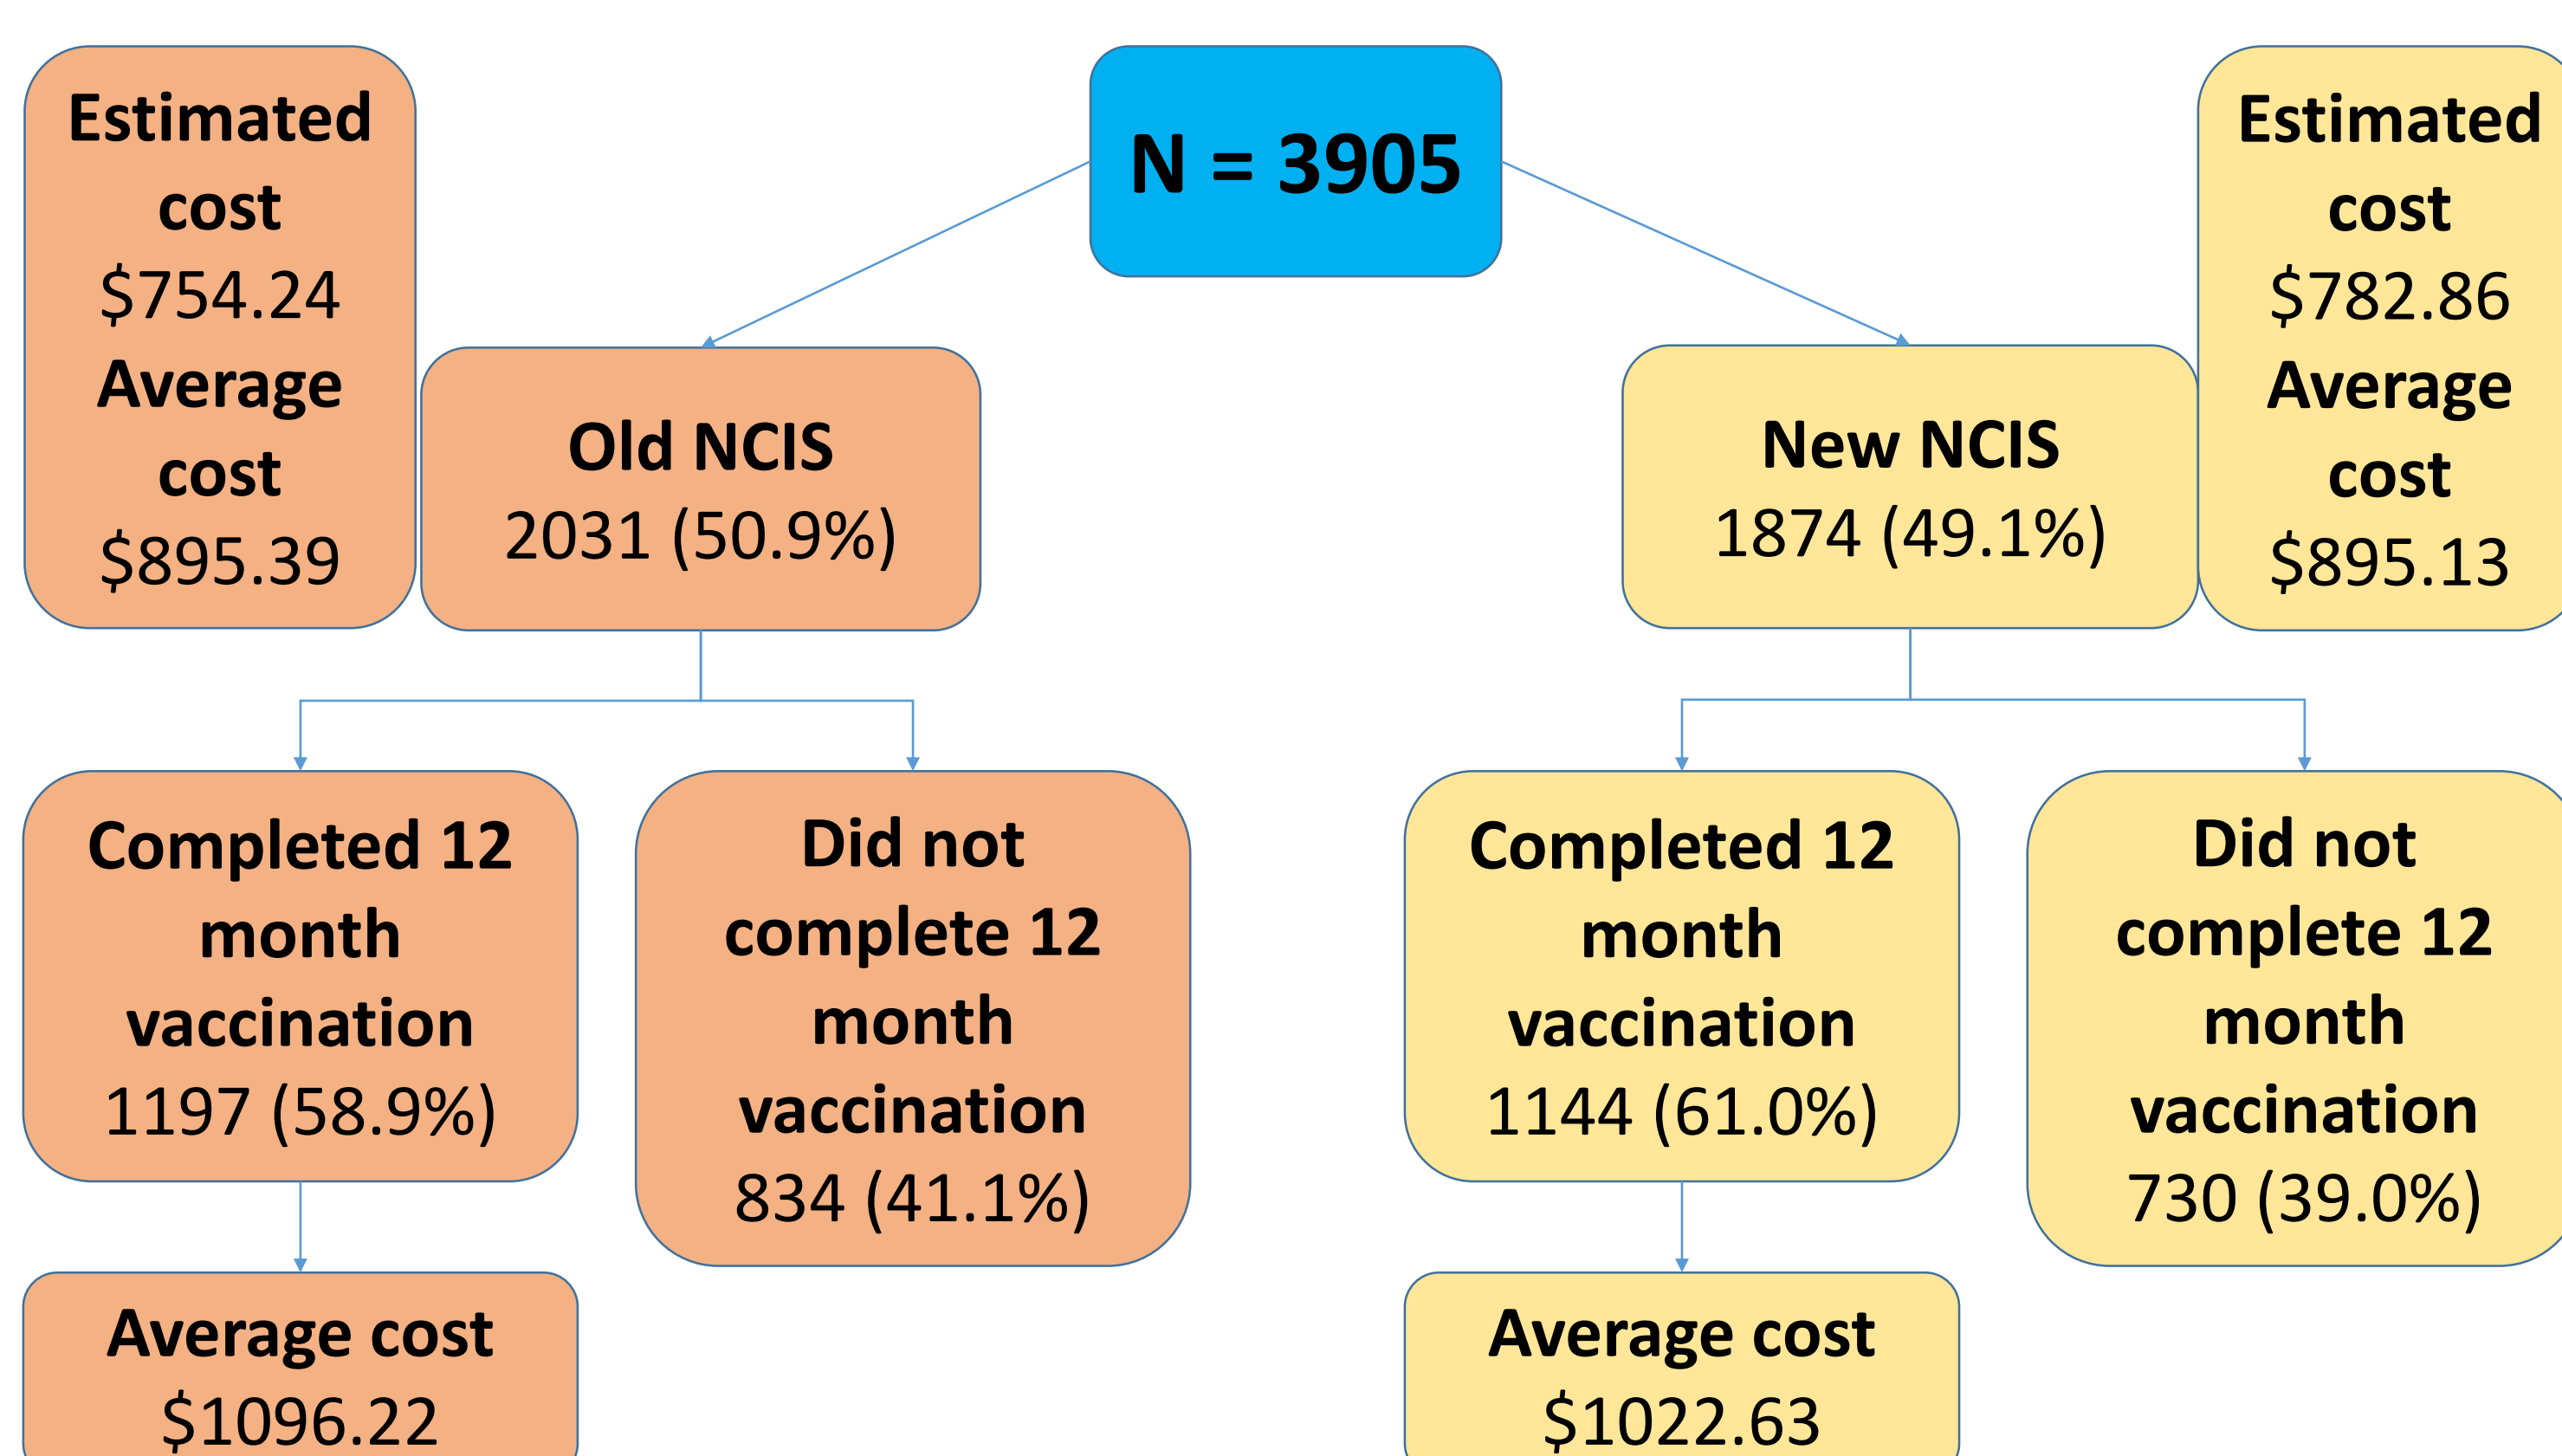 N = 3905
Estimated
cost
$754.24
Average
cost
$895.39
Old NCIS
2031 (50.9%)
New NCIS
1874 (49.1%)
Estimated
cost
$782.86
Average
cost
$895.13
Completed 12
month
vaccination
1197 (58.9%)
Did not
complete 12
month
vaccination
834 (41.1%)
Completed 12
month
vaccination
1144 (61.0%)
Did not
complete 12
month
vaccination
730 (39.0%)
Average cost
$1096.22
Average cost
$1022.63